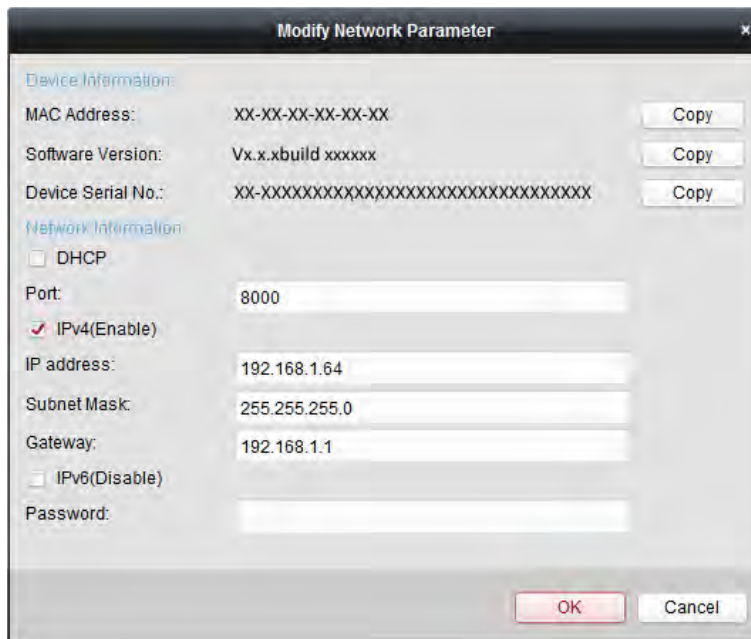 Modify Network Parameter x
Device Information:
MAC Address: XX-XX-XX-XX-XX-XX Copy
Software Version: Vx.x.xbuild xxxxxx Copy
Device Serial No.: XX-XXXXXXXXXXXXXXXXXXXXXXXXXXXXXXXXX Copy
Network Information
DHCP
Port: 8000
IPv4(Enable)
IP address: 192.168.1.64
Subnet Mask: 255.255.255.0
Gateway: 192.168.1.1
IPv6(Disable)
Password:
OK Cancel